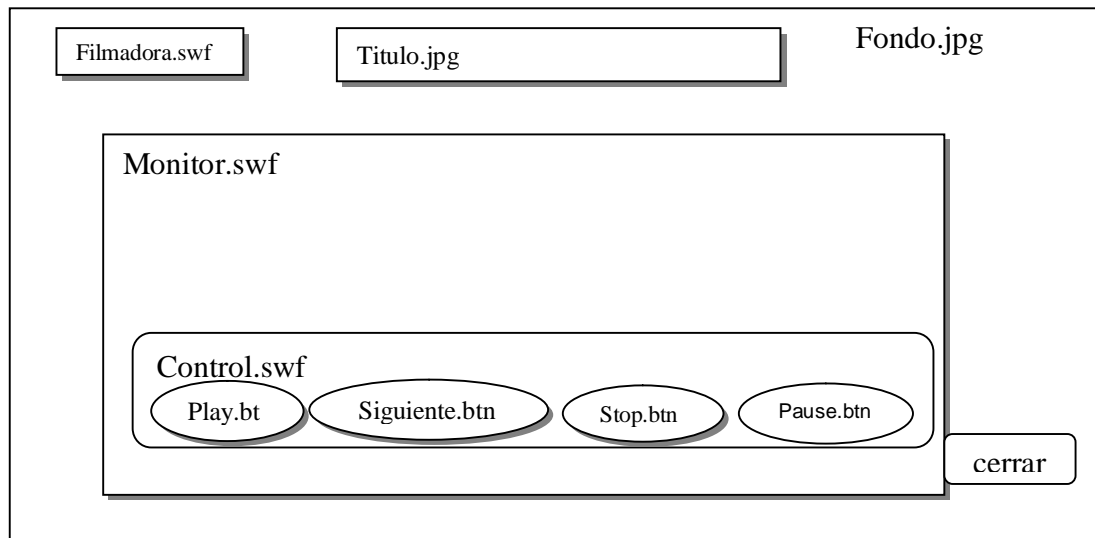 Filmadora.swf
Titulo.jpg
Fondo.jpg
Monitor.swf
Control.swf
Play.bt
Siguiente.btn
Stop.btn
Pause.btn
cerrar